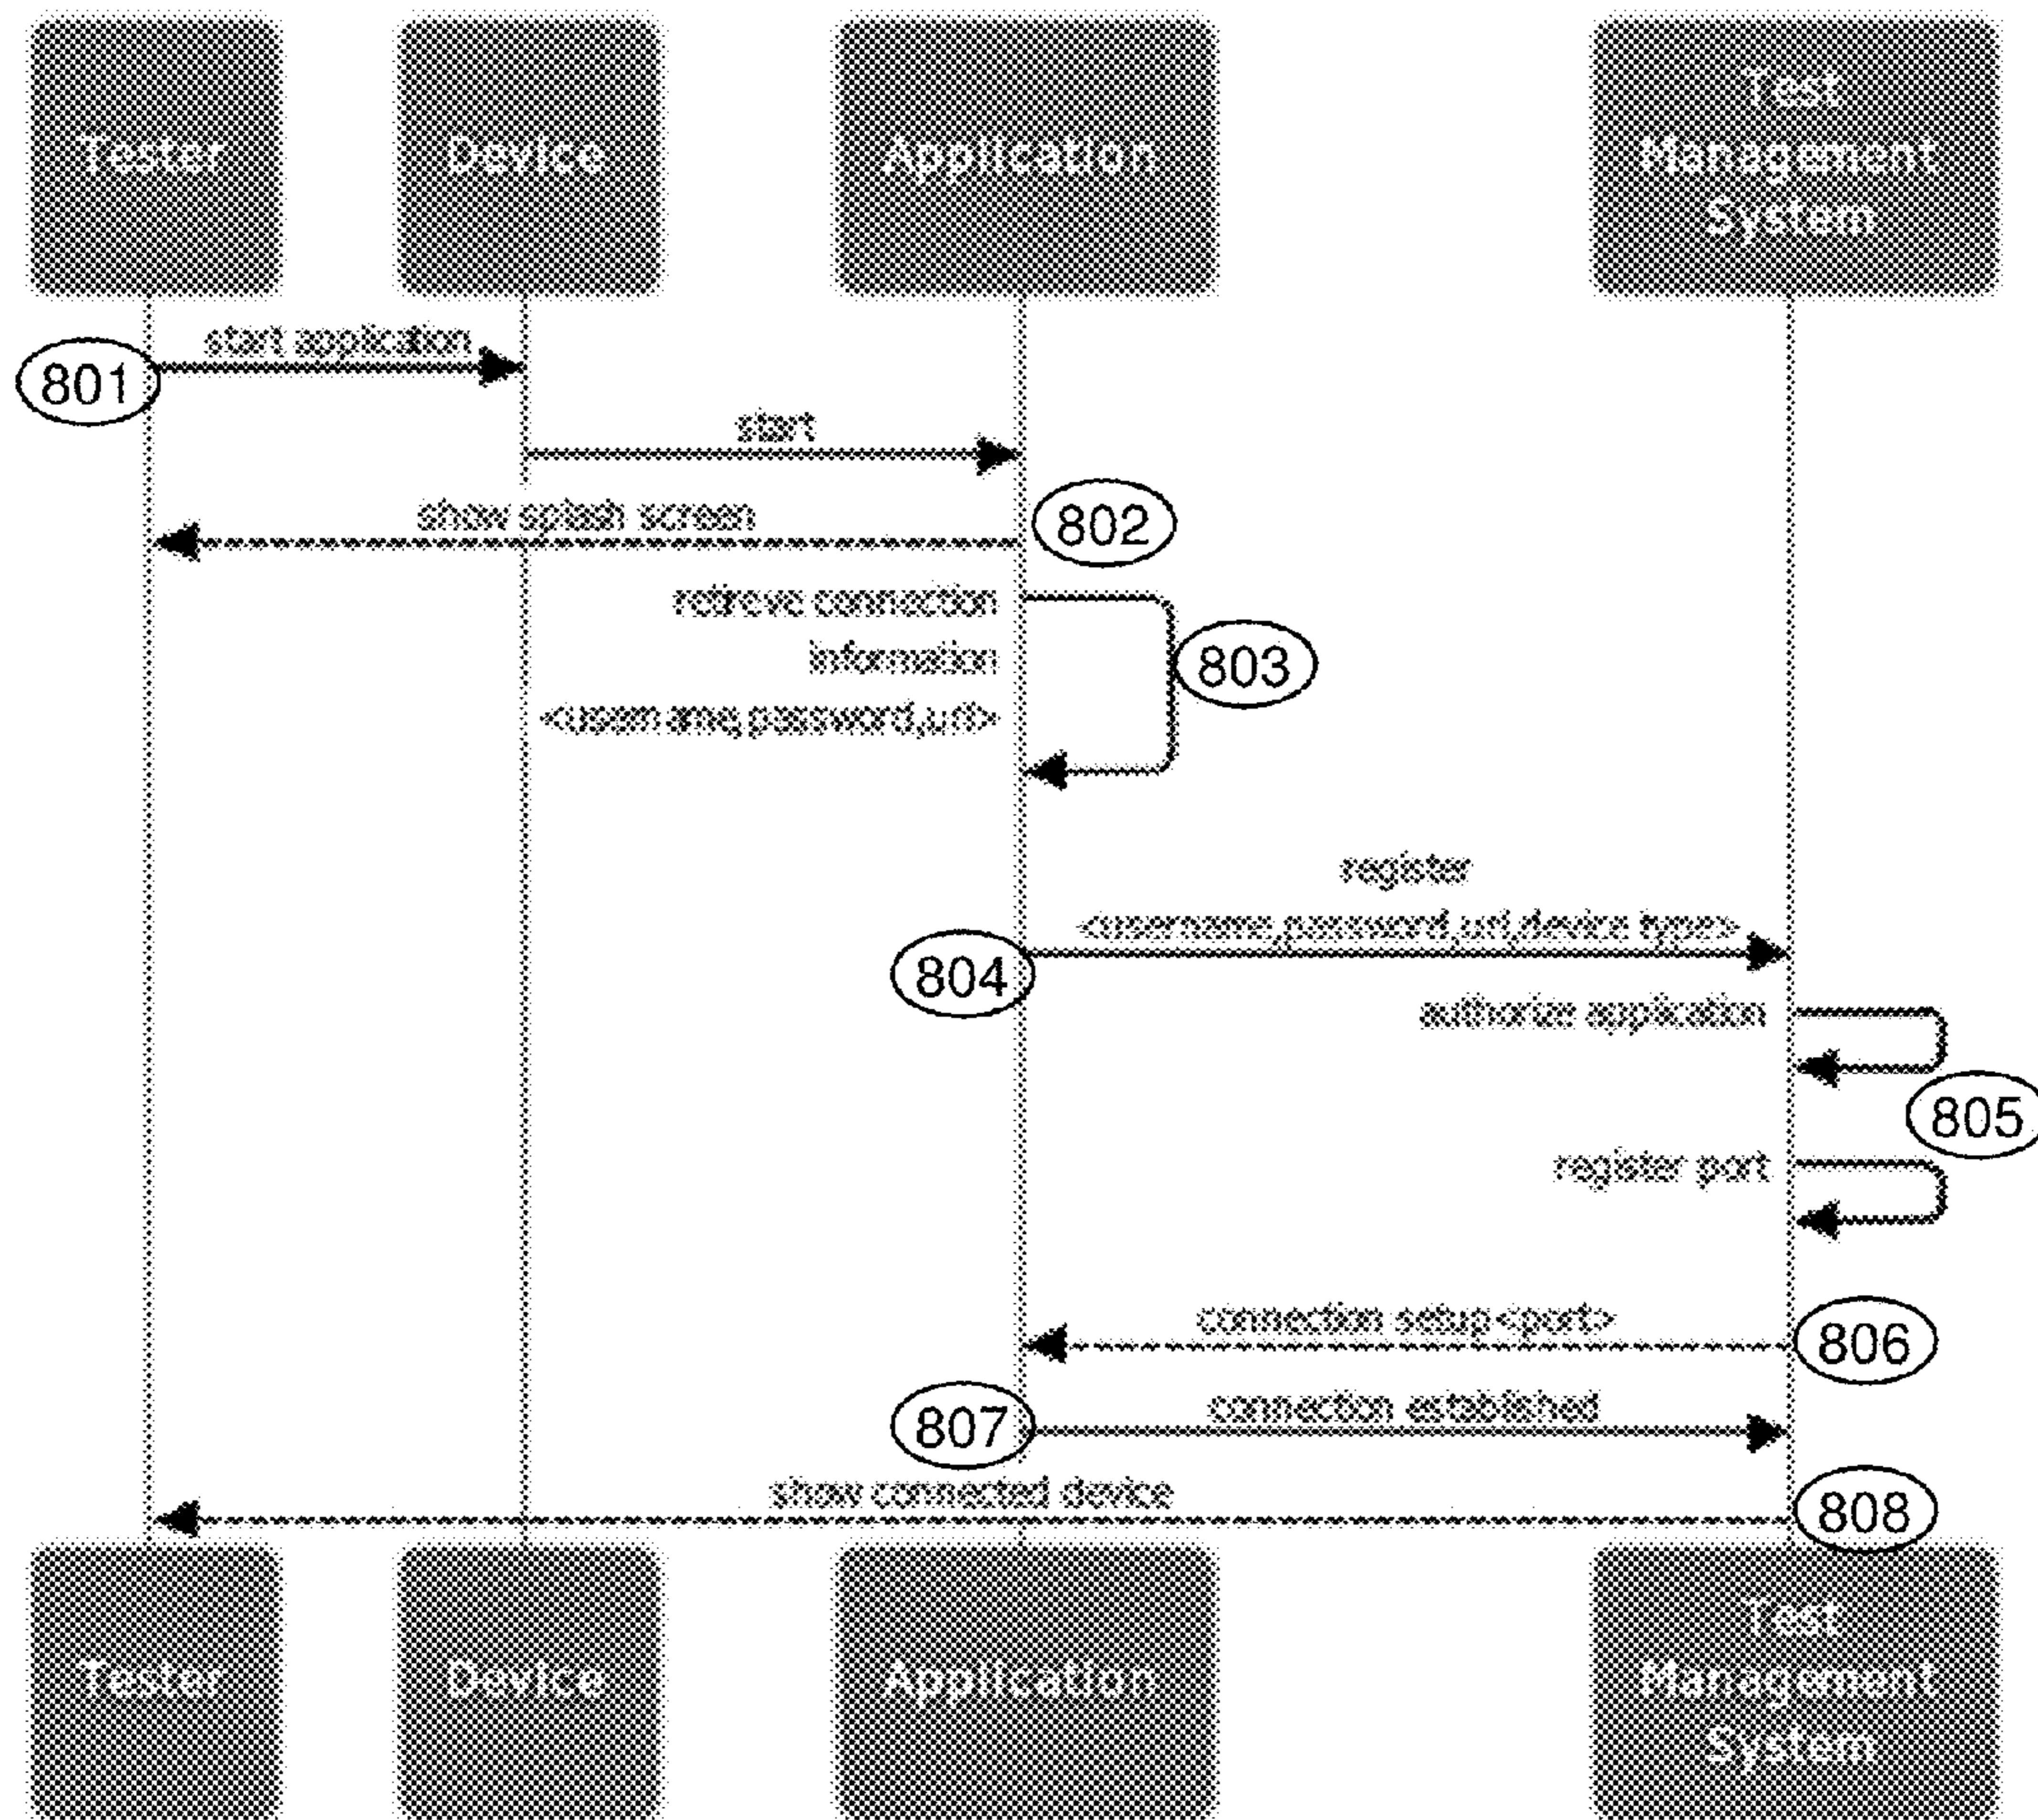 Tester
Device
Application
Test
Management
System
801
start application
start
show splash screen
802
retireve connection
information
<username,password,url>
803
register
<username,password,url,device type>
804
authorize application
805
register port
connection setup<port>
806
807
connection established
show connected device
808
Tester
Device
Application
Test
Management
System